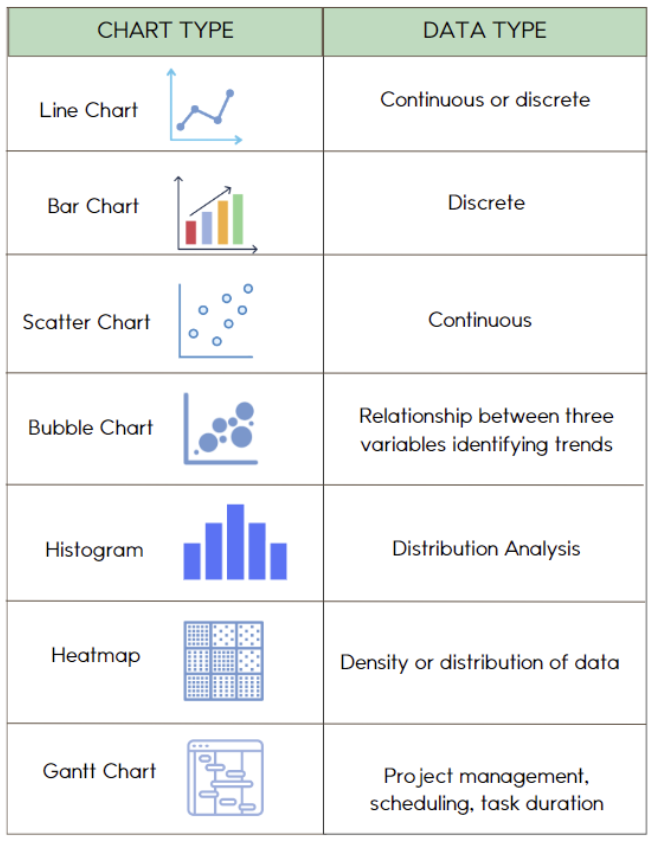 CHART TYPE
DATA TYPE
Line Chart
Continuous or discrete
Bar Chart
Discrete
Scatter Chart
Continuous
Bubble Chart
Relationship between three
variables identifying trends
Histogram
Distribution Analysis
Heatmap
Density or distribution of data
Gantt Chart
Project management,
scheduling, task duration